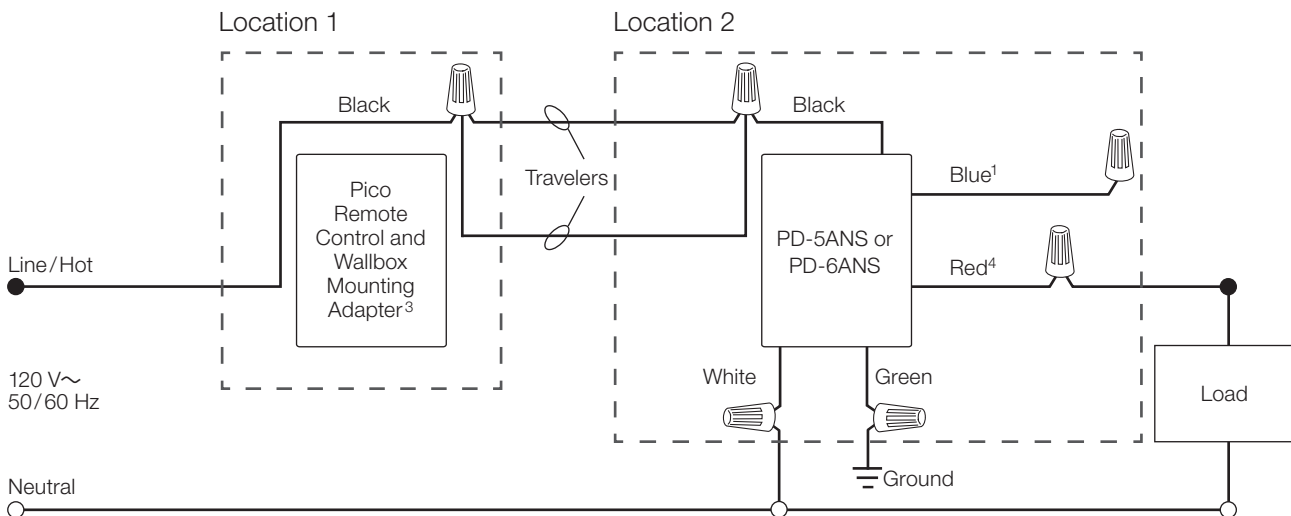 Location 1
Location 2
Black
Black
Travelers
Pico
Remote
Control and
Wallbox
Mounting
Adapter³
Line/Hot
120 V~
50/60 Hz
PD-5ANS or
PD-6ANS
Blue¹
Red⁴
White
Green
Load
Ground
Neutral